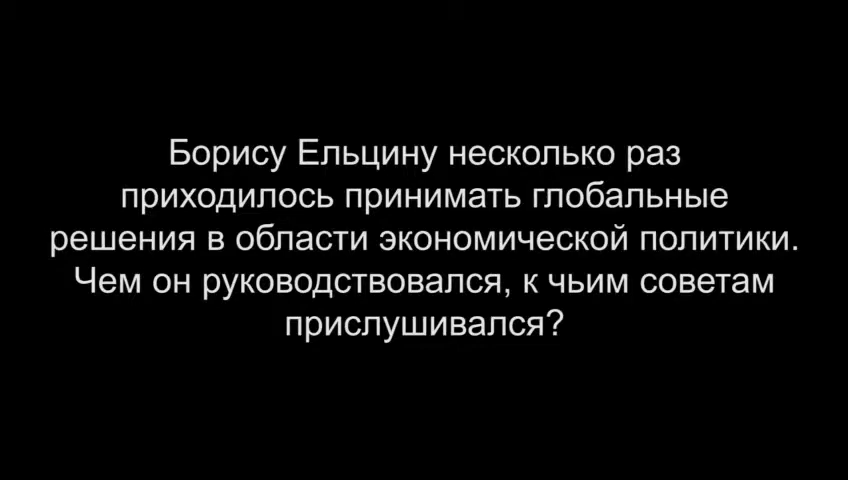 Борису Ельцину несколько раз
приходилось принимать глобальные
решения в области экономической политики.
Чем он руководствовался, к чьим советам
прислушивался?